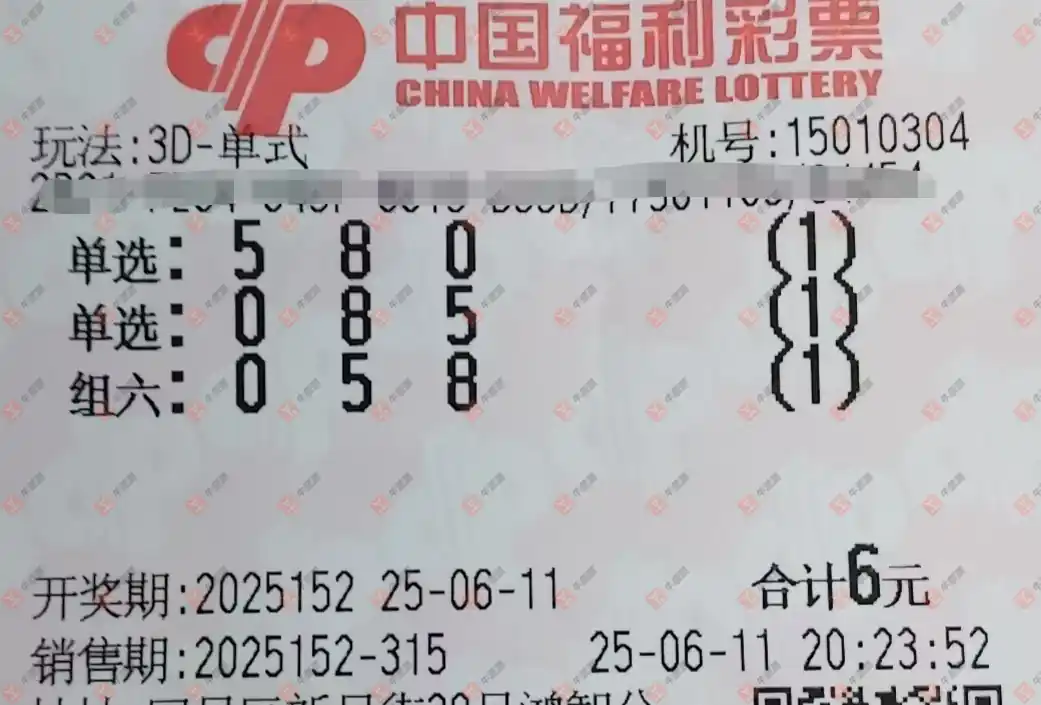 中国福利彩票
CHINA WELFARE LOTTERY
玩法:3D-单式 机号:15010304
单选: 5 8 0 (1)
单选: 0 8 5 (1)
组六: 0 5 8 (1)
开奖期:2025152 25-06-11 合计6元
销售期:2025152-315 25-06-11 20:23:52